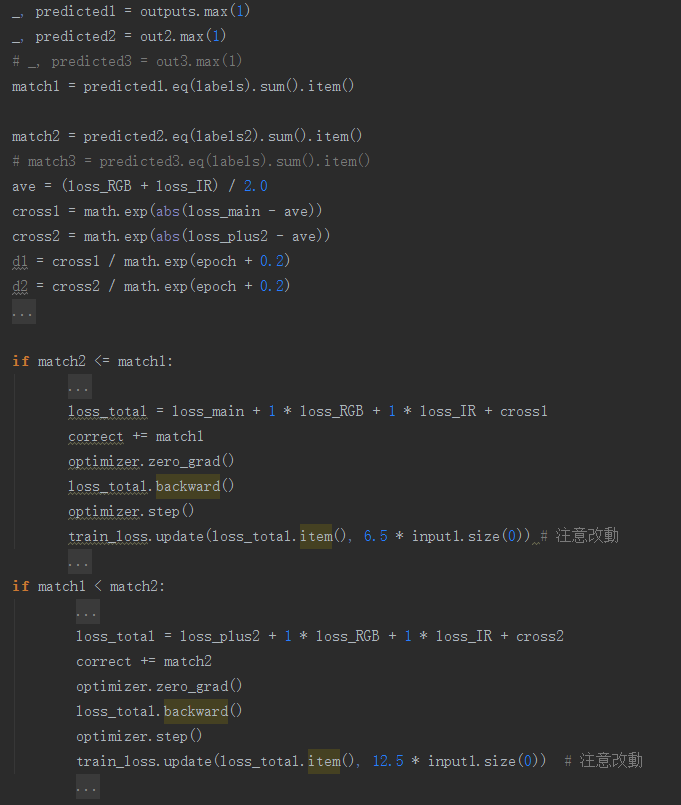 _, predicted1 = outputs.max(1)
_, predicted2 = out2.max(1)
# _, predicted3 = out3.max(1)
match1 = predicted1.eq(labels).sum().item()
match2 = predicted2.eq(labels2).sum().item()
# match3 = predicted3.eq(labels).sum().item()
ave = (loss_RGB + loss_IR) / 2.0
cross1 = math.exp(abs(loss_main - ave))
cross2 = math.exp(abs(loss_plus2 - ave))
d1 = cross1 / math.exp(epoch + 0.2)
d2 = cross2 / math.exp(epoch + 0.2)
...
if match2 <= match1:
...
loss_total = loss_main + 1 * loss_RGB + 1 * loss_IR + cross1
correct += match1
optimizer.zero_grad()
loss_total.backward()
optimizer.step()
train_loss.update(loss_total.item(), 6.5 * input1.size(0)) # 注意改動
...
if match1 < match2:
...
loss_total = loss_plus2 + 1 * loss_RGB + 1 * loss_IR + cross2
correct += match2
optimizer.zero_grad()
loss_total.backward()
optimizer.step()
train_loss.update(loss_total.item(), 12.5 * input1.size(0))  # 注意改動
...